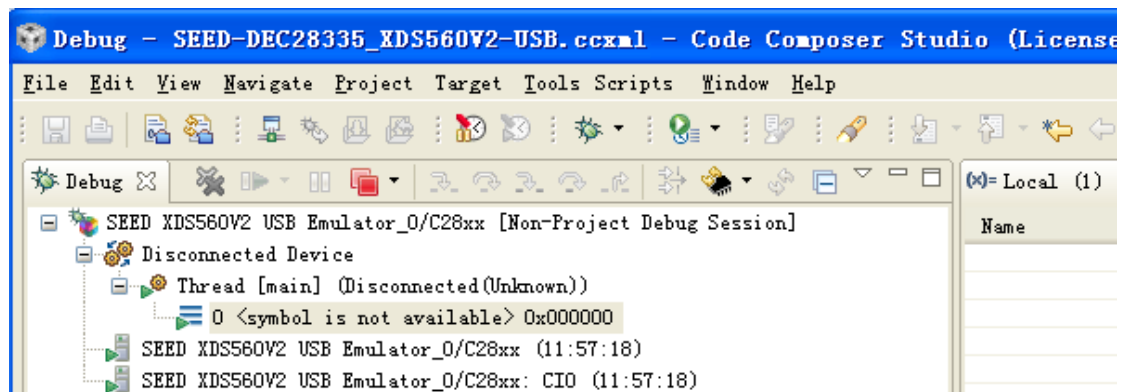 Debug - SEED-DEC28335_XDS560V2-USB.ccxml - Code Composer Studio (License
File Edit View Navigate Project Target Tools Scripts Window Help
Debug (x)= Local (1)
SEED XDS560V2 USB Emulator_0/C28xx [Non-Project Debug Session]
Name
Disconnected Device
Thread [main] (Disconnected(Unknown))
0 <symbol is not available> 0x000000
SEED XDS560V2 USB Emulator_0/C28xx (11:57:18)
SEED XDS560V2 USB Emulator_0/C28xx: CIO (11:57:18)